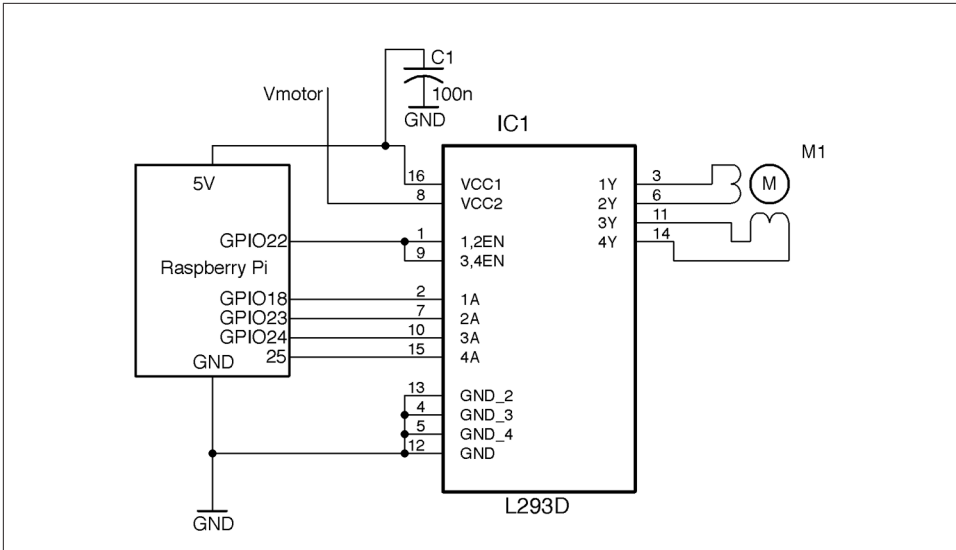 C1
Vmotor
100n
GND
IC1
M1
5V
16 VCC1 1Y 3
M
8 VCC2 2Y 6
3Y 11
GPIO22 1 1,2EN 4Y 14
9 3,4EN
Raspberry Pi
GPIO18 2 1A
GPIO23 7 2A
GPIO24 10 3A
25 15 4A
GND
13 GND_2
4 GND_3
5 GND_4
12 GND
L293D
GND